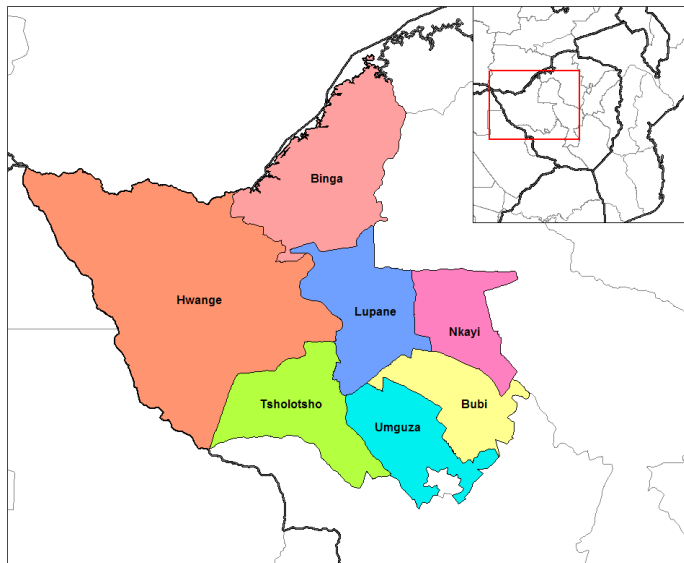 Binga
Hwange
Lupane
Nkayi
Tsholotsho
Bubi
Umguza